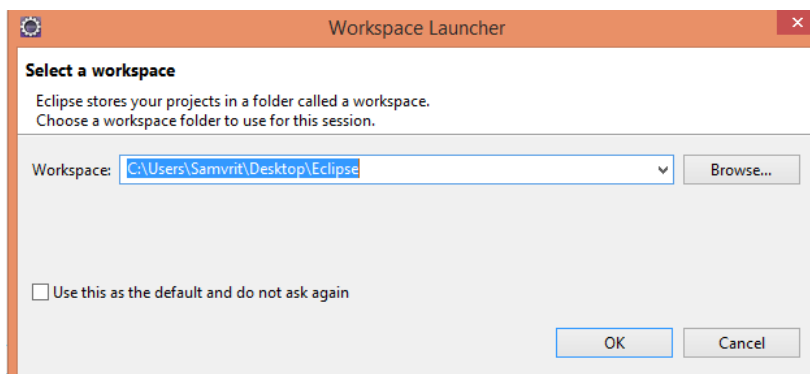 Workspace Launcher
Select a workspace
Eclipse stores your projects in a folder called a workspace.
Choose a workspace folder to use for this session.
Workspace: C:\Users\Samvrit\Desktop\Eclipse Browse...
Use this as the default and do not ask again
OK Cancel